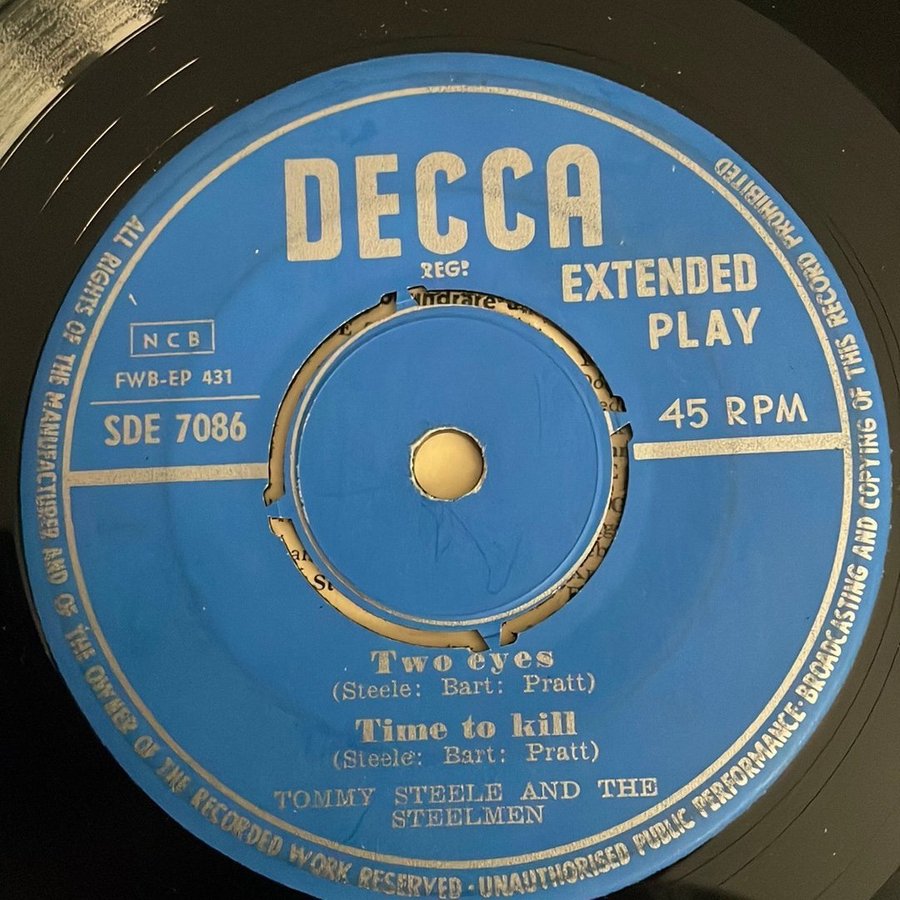 DECCA
REGD
EXTENDED
PLAY
NCB
FWB-EP 431
SDE 7086
45 RPM
ndrare
Two eyes
(Steele: Bart: Pratt)
Time to kill
(Steele: Bart: Pratt)
TOMMY STEELE AND THE
STEELMEN
ALL RIGHTS OF THE MANUFACTURER AND OF THE OWNER OF THE RECORDED WORK RESERVED · UNAUTHORISED PUBLIC PERFORMANCE · BROADCASTING AND COPYING OF THIS RECORD PROHIBITED